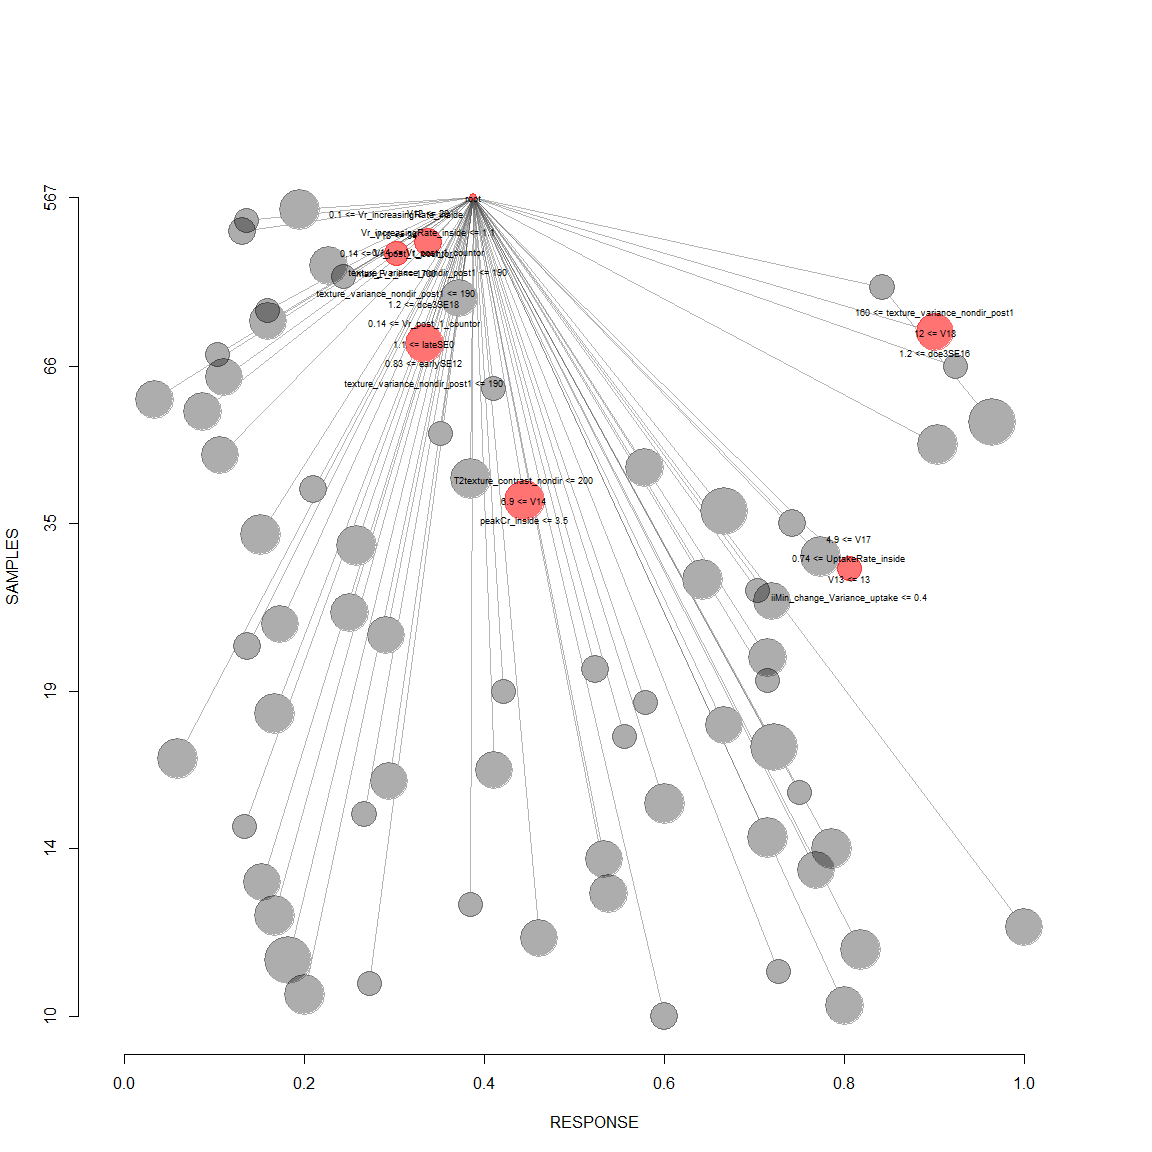 567
root
0.1 <= Vr_increasingRate_inside
Vr_increasingRate_inside <= 1.1
texture_variance_nondir_post1 <= 190
texture_variance_nondir_post1 <= 190
1.2 <= dce3SE18
160 <= texture_variance_nondir_post1
0.14 <= Vr_post_1_countor
12 <= V18
1.1 <= lateSE0
1.2 <= dce3SE16
0.83 <= earlySE12
66
texture_variance_nondir_post1 <= 190
T2texture_contrast_nondir <= 200
6.9 <= V14
peakCr_inside <= 3.5
35
4.9 <= V17
0.74 <= UptakeRate_inside
V13 <= 13
iiMin_change_Variance_uptake <= 0.4
SAMPLES
19
14
10
0.0 0.2 0.4 0.6 0.8 1.0
RESPONSE